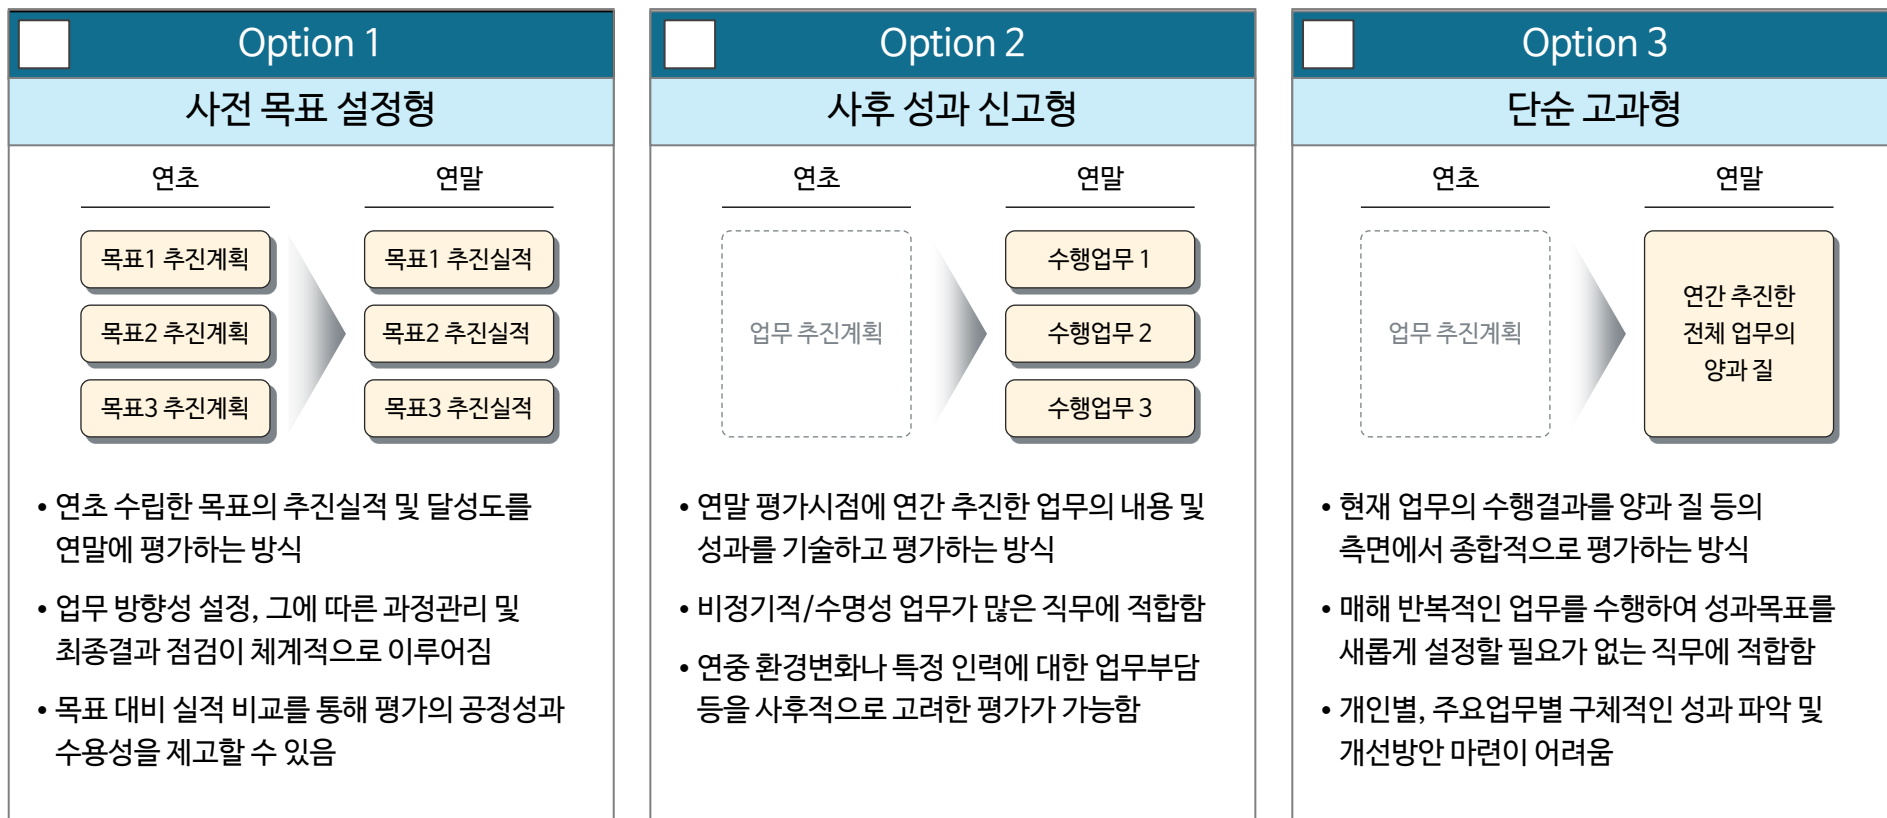 Option 1
사전 목표 설정형
연초
연말
목표1 추진계획
목표1 추진실적
목표2 추진계획
목표2 추진실적
목표3 추진계획
목표3 추진실적
• 연초 수립한 목표의 추진실적 및 달성도를
연말에 평가하는 방식
• 업무 방향성 설정, 그에 따른 과정관리 및
최종결과 점검이 체계적으로 이루어짐
• 목표 대비 실적 비교를 통해 평가의 공정성과
수용성을 제고할 수 있음
Option 2
사후 성과 신고형
연초
연말
업무 추진계획
수행업무 1
수행업무 2
수행업무 3
• 연말 평가시점에 연간 추진한 업무의 내용 및
성과를 기술하고 평가하는 방식
• 비정기적/수명성 업무가 많은 직무에 적합함
• 연중 환경변화나 특정 인력에 대한 업무부담
등을 사후적으로 고려한 평가가 가능함
Option 3
단순 고과형
연초
연말
업무 추진계획
연간 추진한
전체 업무의
양과 질
• 현재 업무의 수행결과를 양과 질 등의
측면에서 종합적으로 평가하는 방식
• 매해 반복적인 업무를 수행하여 성과목표를
새롭게 설정할 필요가 없는 직무에 적합함
• 개인별, 주요업무별 구체적인 성과 파악 및
개선방안 마련이 어려움